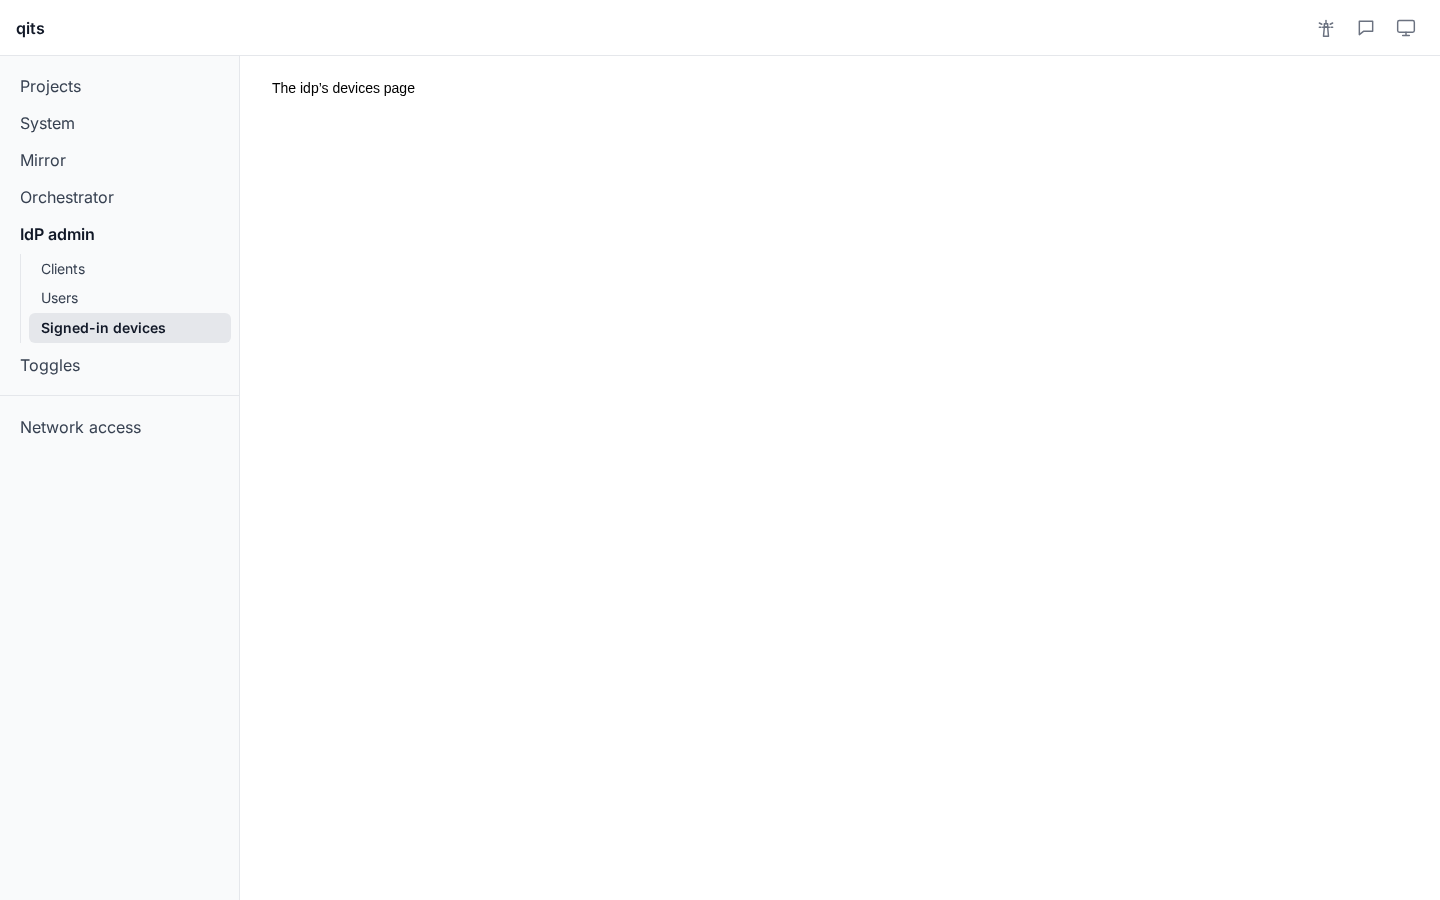 qits
Projects
System
Mirror
Orchestrator
IdP admin
Clients
Users
Signed-in devices
Toggles
Network access
The idp’s devices page